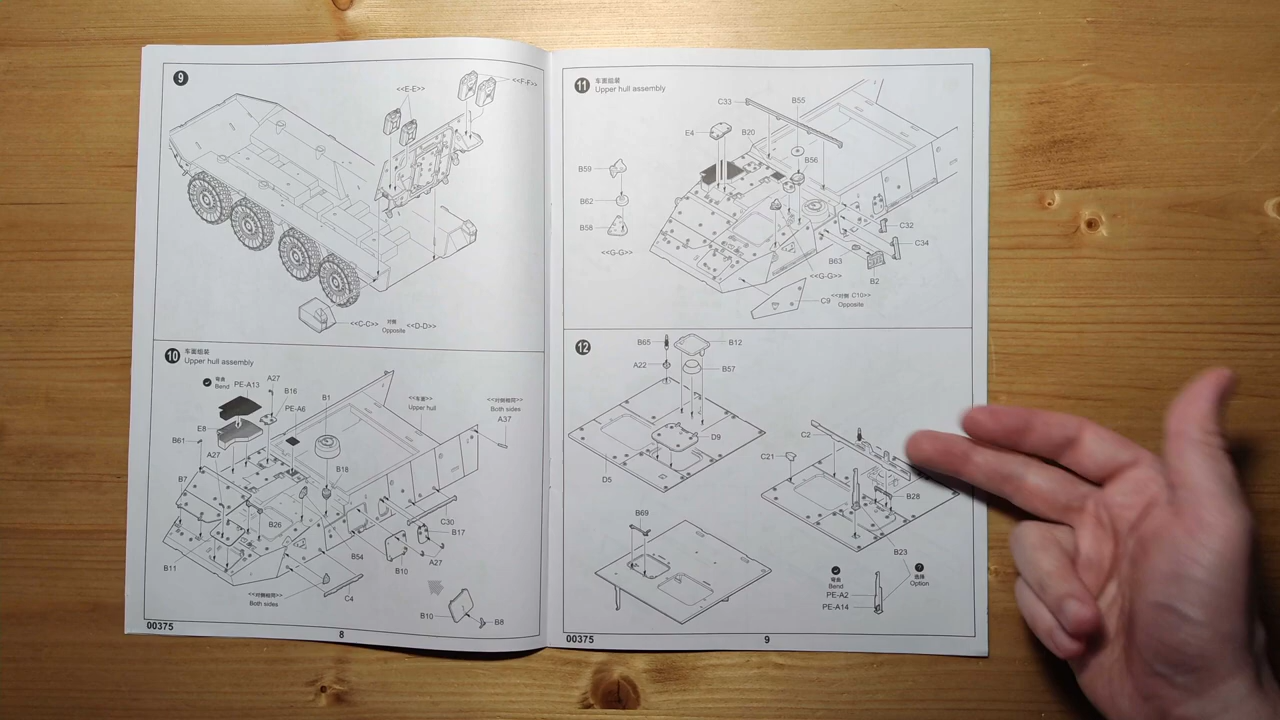 9
<<E-E>>
<<F-F>>
<<C-C>>
对侧
Opposite
<<D-D>>
10
车面组装
Upper hull assembly
弯曲
Bend
PE-A13
A27
B16
PE-A6
B1
<<车面>>
Upper hull
<<对侧相同>>
Both sides
A37
E8
B61
A27
B7
B18
B26
C30
B17
A27
B54
B10
B11
<<对侧相同>>
Both sides
C4
B10
B8
00375
8
11
车面组装
Upper hull assembly
C33
B55
E4
B20
B56
B59
B62
B58
<<G-G>>
C32
C34
B63
B2
<<G-G>>
C9
<<对侧 C10>>
Opposite
12
B65
B12
A22
B57
D9
D5
C2
C21
B28
B69
B23
弯曲
Bend
PE-A2
PE-A14
选择
Option
00375
9